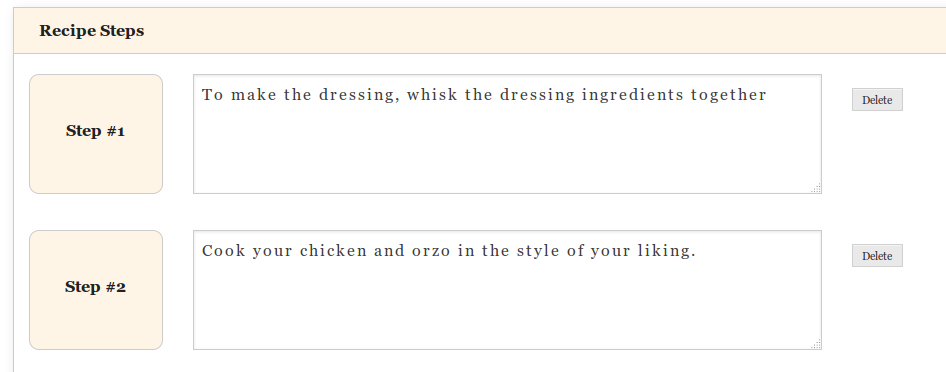 Recipe Steps
Step #1
To make the dressing, whisk the dressing ingredients together
Delete
Step #2
Cook your chicken and orzo in the style of your liking.
Delete